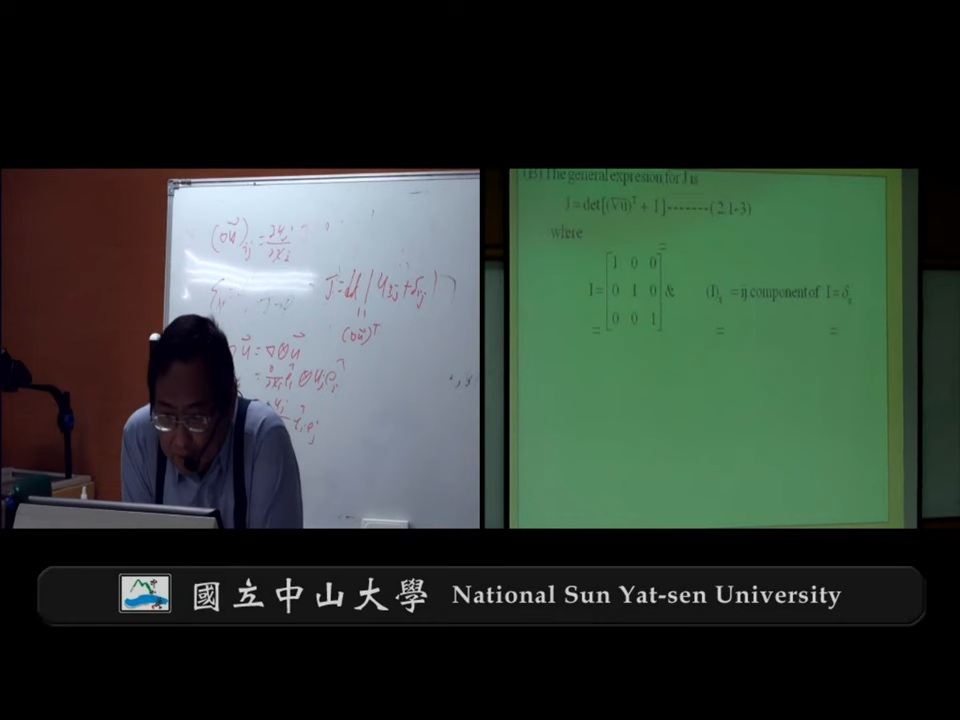 (∇u⃗)ij = ∂uj/∂xi
J = det | ui,j + δij |
(∇u⃗)ᵀ
∇u⃗ = ∇⊗u⃗
(B) The general expresion for J is
J = det[(∇u⃗)ᵀ + I]-------(2.1-3)
where
1 0 0
I = 0 1 0 & (I)ij = ij component of I = δij
0 0 1
國立中山大學 National Sun Yat-sen University